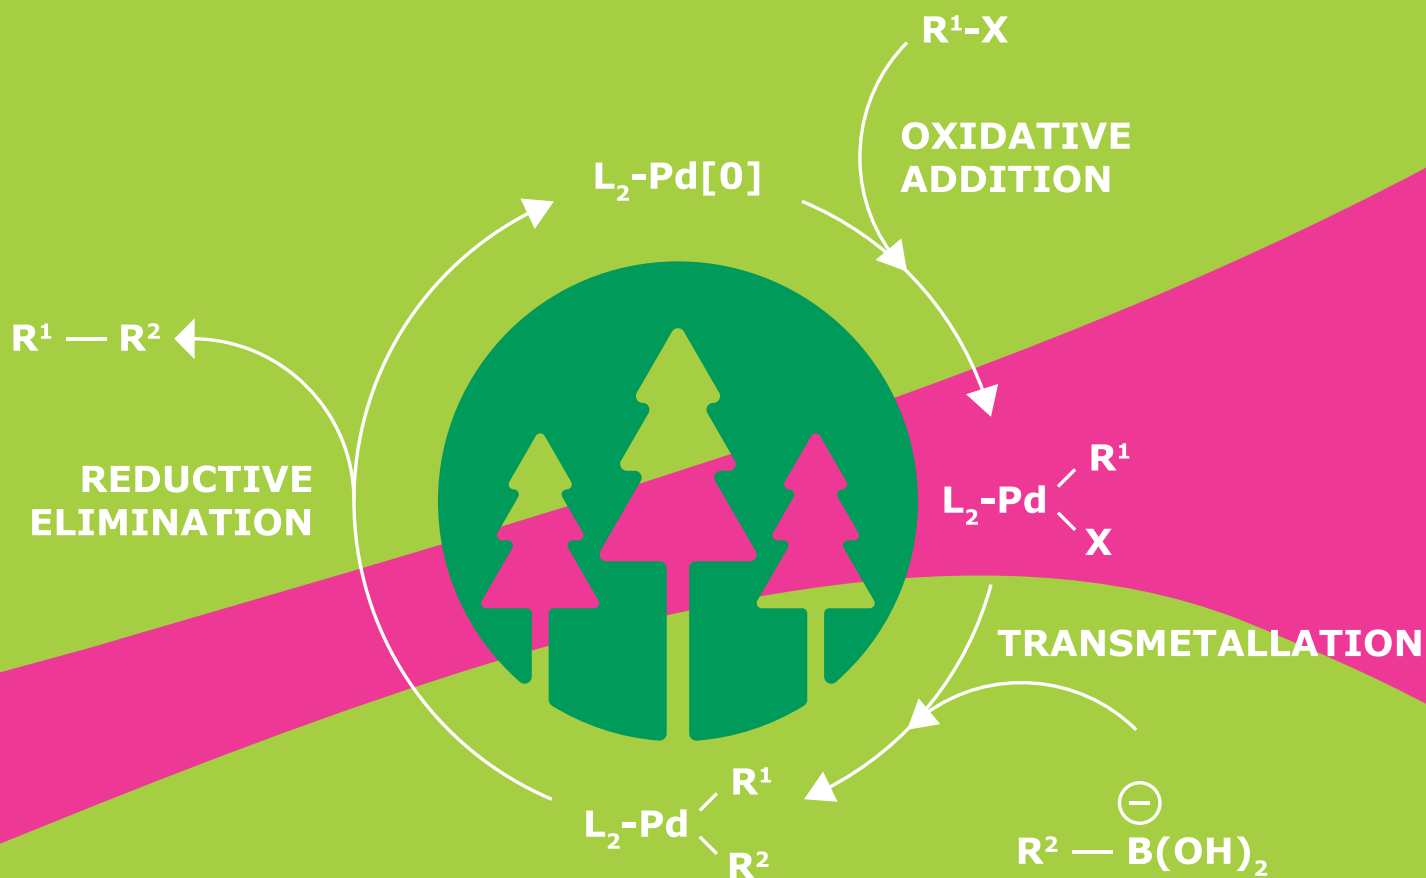 R¹-X
OXIDATIVE
ADDITION
L₂-Pd[0]
R¹ — R²
REDUCTIVE
ELIMINATION
R¹
L₂-Pd
X
TRANSMETALLATION
R¹
L₂-Pd
R²
−
R² — B(OH)₂